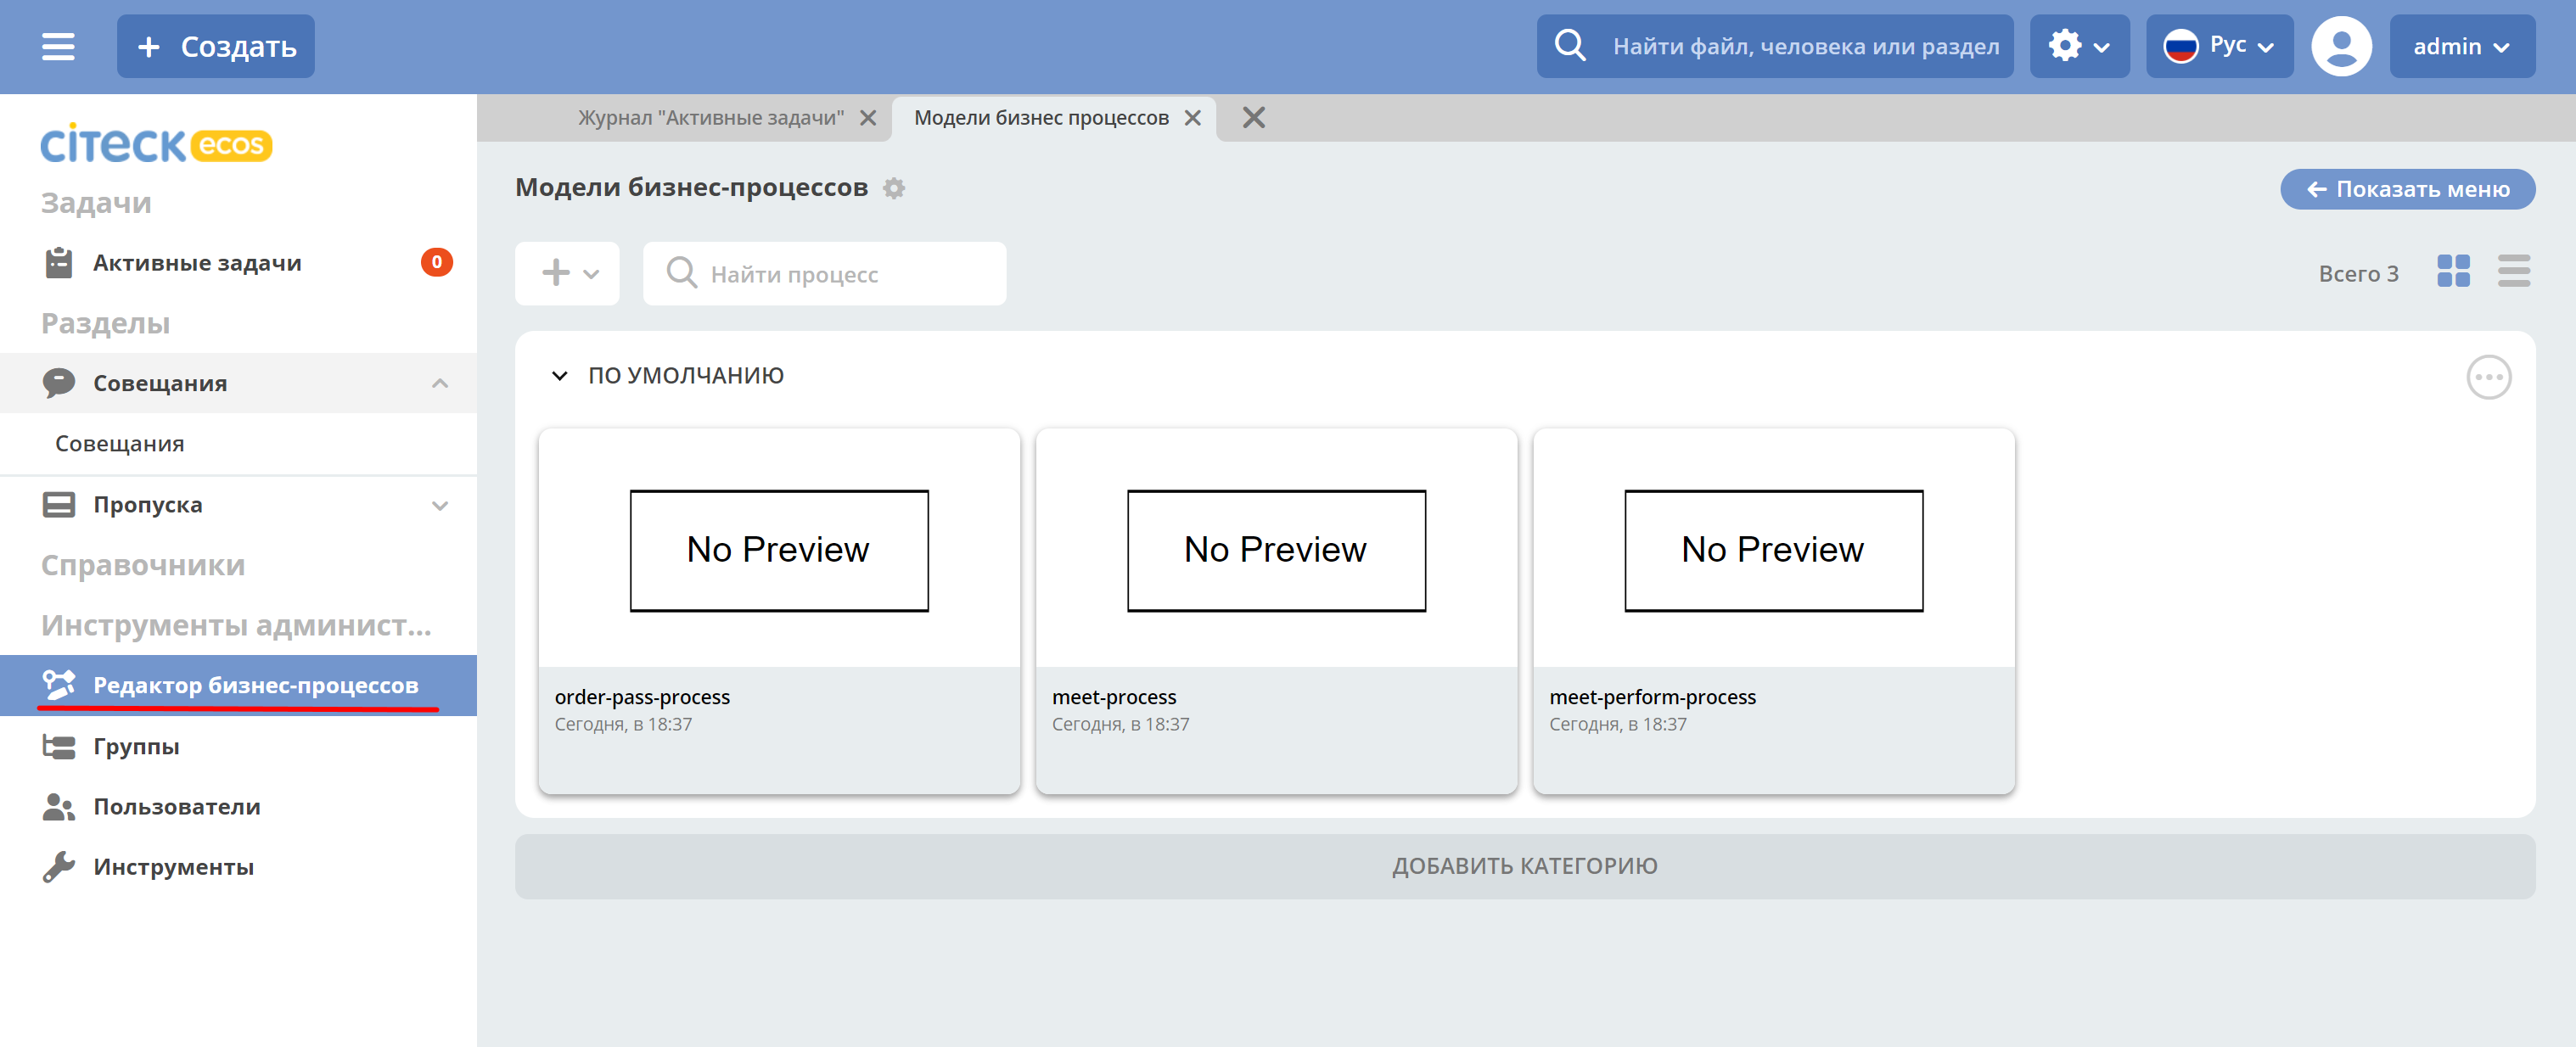 + Создать
Найти файл, человека или раздел
Рус
admin
citeck ecos
Задачи
Активные задачи
0
Разделы
Совещания
Совещания
Пропуска
Справочники
Инструменты админист...
Редактор бизнес-процессов
Группы
Пользователи
Инструменты
Журнал "Активные задачи"
Модели бизнес процессов
Модели бизнес-процессов
Показать меню
Найти процесс
Всего 3
ПО УМОЛЧАНИЮ
No Preview
order-pass-process
Сегодня, в 18:37
No Preview
meet-process
Сегодня, в 18:37
No Preview
meet-perform-process
Сегодня, в 18:37
ДОБАВИТЬ КАТЕГОРИЮ